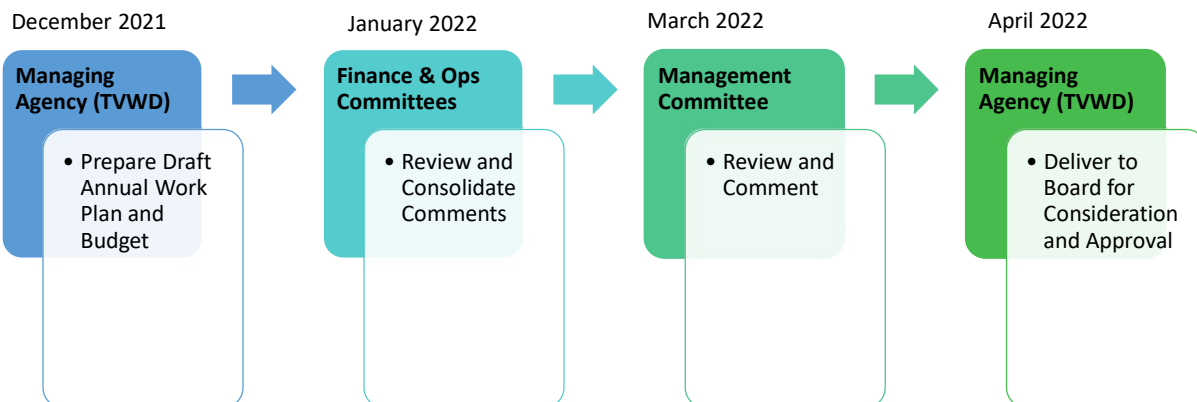 December 2021
Managing
Agency (TVWD)
• Prepare Draft
Annual Work
Plan and
Budget
January 2022
Finance & Ops
Committees
• Review and
Consolidate
Comments
March 2022
Management
Committee
• Review and
Comment
April 2022
Managing
Agency (TVWD)
• Deliver to
Board for
Consideration
and Approval